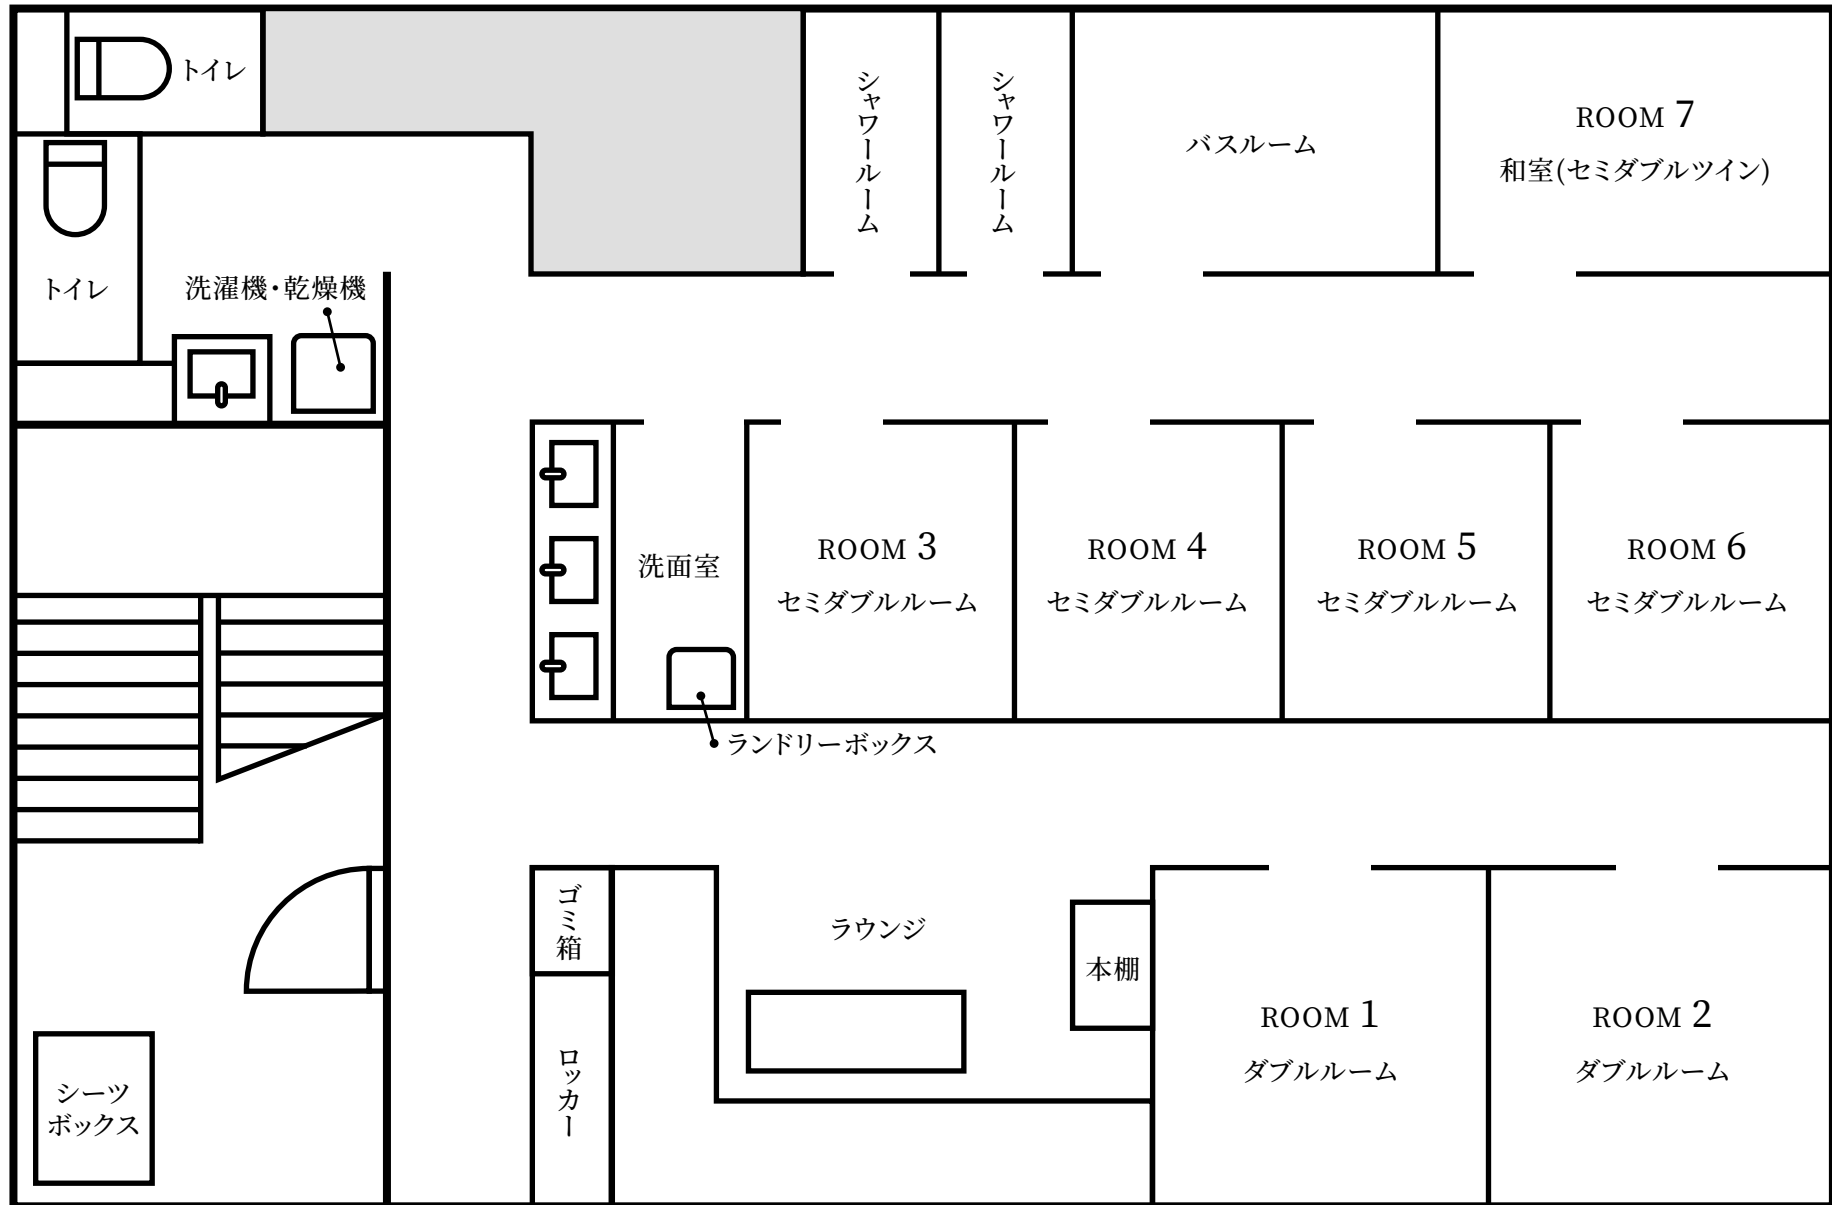 トイレ
シャワールーム
シャワールーム
バスルーム
ROOM 7
和室(セミダブルツイン)
トイレ
洗濯機・乾燥機
洗面室
ROOM 3
セミダブルルーム
ROOM 4
セミダブルルーム
ROOM 5
セミダブルルーム
ROOM 6
セミダブルルーム
ランドリーボックス
ゴミ箱
ラウンジ
本棚
ROOM 1
ダブルルーム
ROOM 2
ダブルルーム
ロッカー
シーツ
ボックス